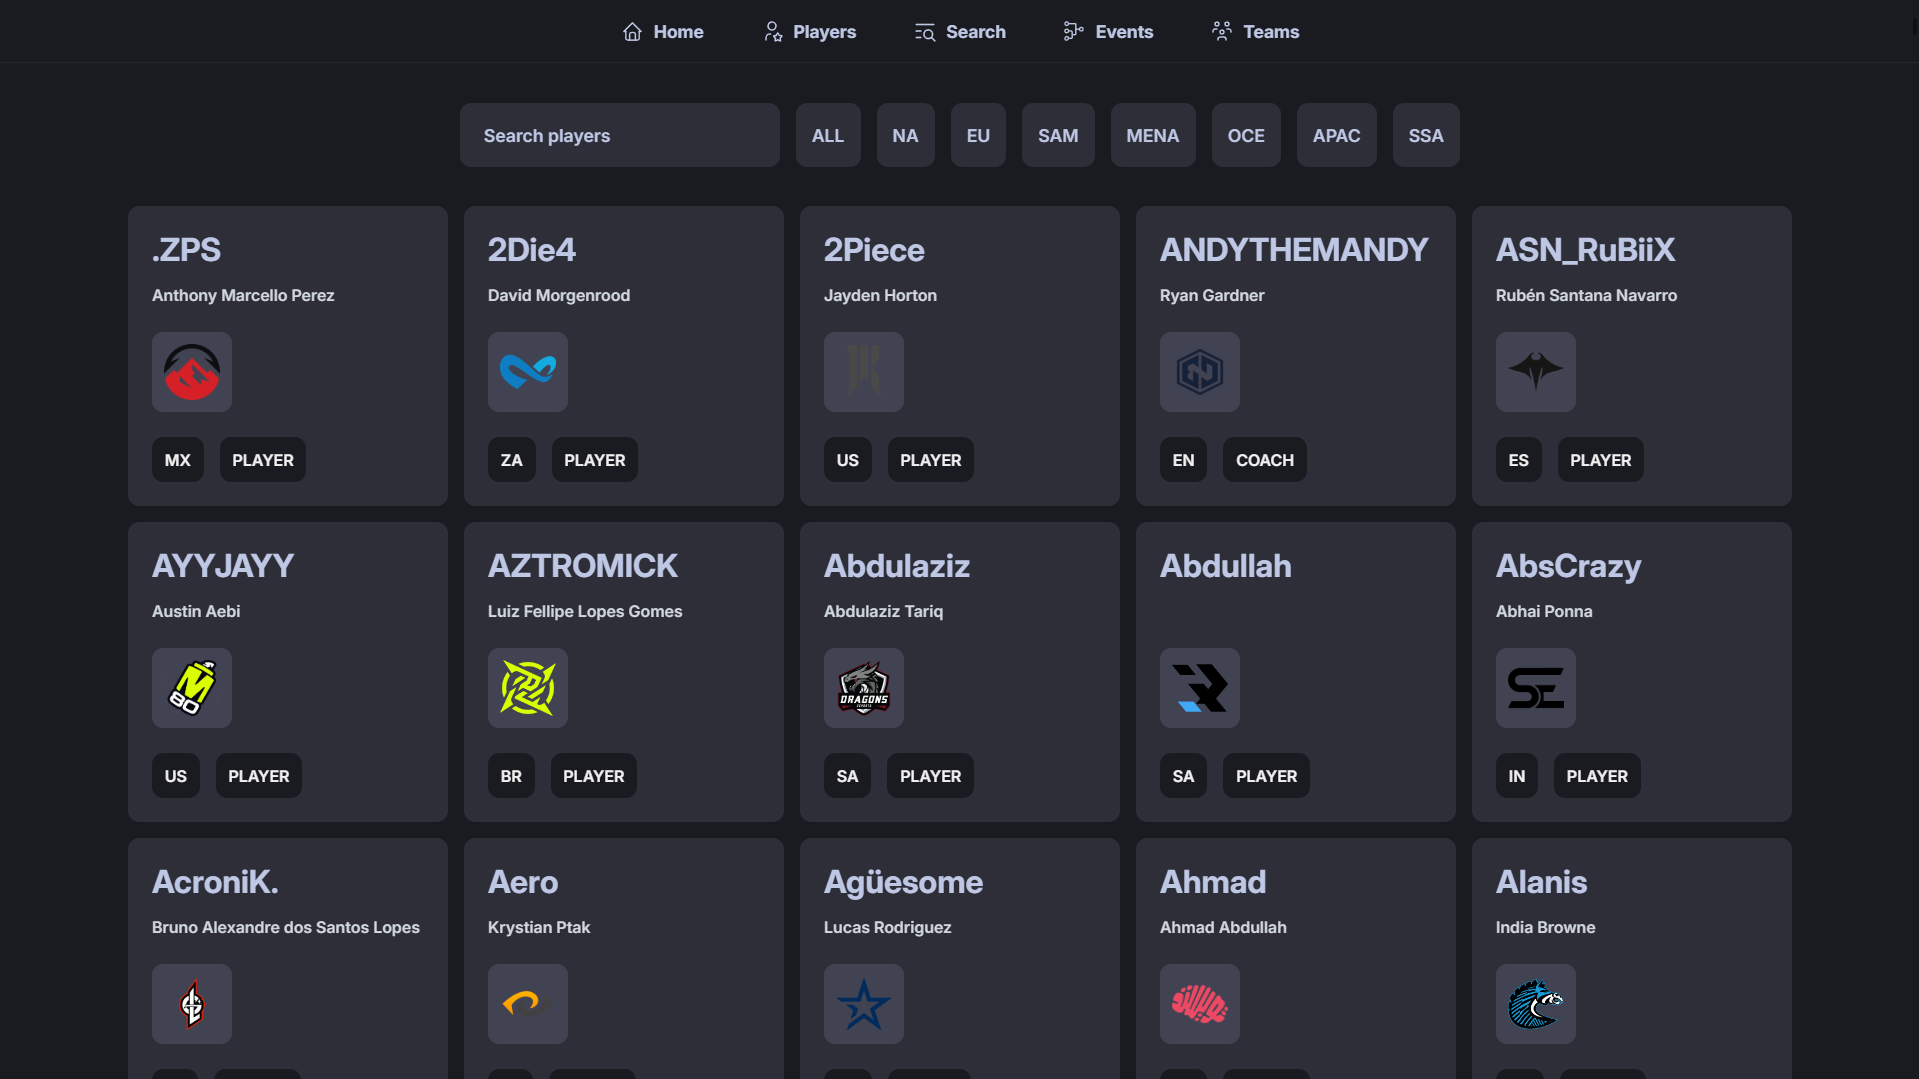 Home Players Search Events Teams
Search players ALL NA EU SAM MENA OCE APAC SSA
.ZPS
Anthony Marcello Perez
MX PLAYER
2Die4
David Morgenrood
ZA PLAYER
2Piece
Jayden Horton
US PLAYER
ANDYTHEMANDY
Ryan Gardner
EN COACH
ASN_RuBiiX
Rubén Santana Navarro
ES PLAYER
AYYJAYY
Austin Aebi
M
80
US PLAYER
AZTROMICK
Luiz Fellipe Lopes Gomes
BR PLAYER
Abdulaziz
Abdulaziz Tariq
DRAGONS
ESPORTS
SA PLAYER
Abdullah
SA PLAYER
AbsCrazy
Abhai Ponna
SE
IN PLAYER
AcroniK.
Bruno Alexandre dos Santos Lopes
Aero
Krystian Ptak
Agüesome
Lucas Rodriguez
Ahmad
Ahmad Abdullah
Alanis
India Browne